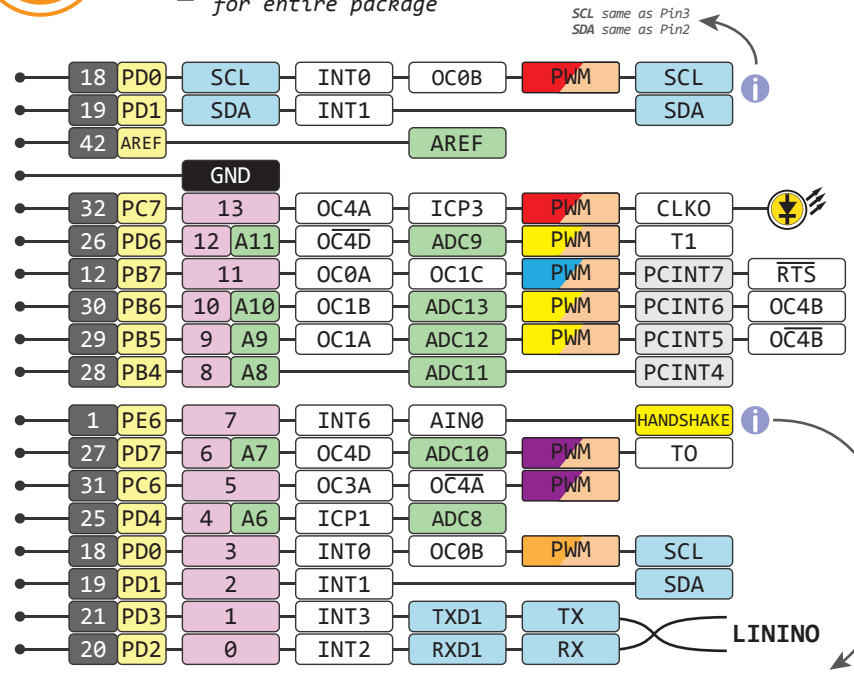 for entire package
SCL same as Pin3
SDA same as Pin2
18 PD0 SCL INT0 OC0B PWM SCL
19 PD1 SDA INT1 SDA
42 AREF AREF
GND
32 PC7 13 OC4A ICP3 PWM CLKO
26 PD6 12 A11 OC4D ADC9 PWM T1
12 PB7 11 OC0A OC1C PWM PCINT7 RTS
30 PB6 10 A10 OC1B ADC13 PWM PCINT6 OC4B
29 PB5 9 A9 OC1A ADC12 PWM PCINT5 OC4B
28 PB4 8 A8 ADC11 PCINT4
1 PE6 7 INT6 AIN0 HANDSHAKE
27 PD7 6 A7 OC4D ADC10 PWM TO
31 PC6 5 OC3A OC4A PWM
25 PD4 4 A6 ICP1 ADC8
18 PD0 3 INT0 OC0B PWM SCL
19 PD1 2 INT1 SDA
21 PD3 1 INT3 TXD1 TX
LININO
20 PD2 0 INT2 RXD1 RX